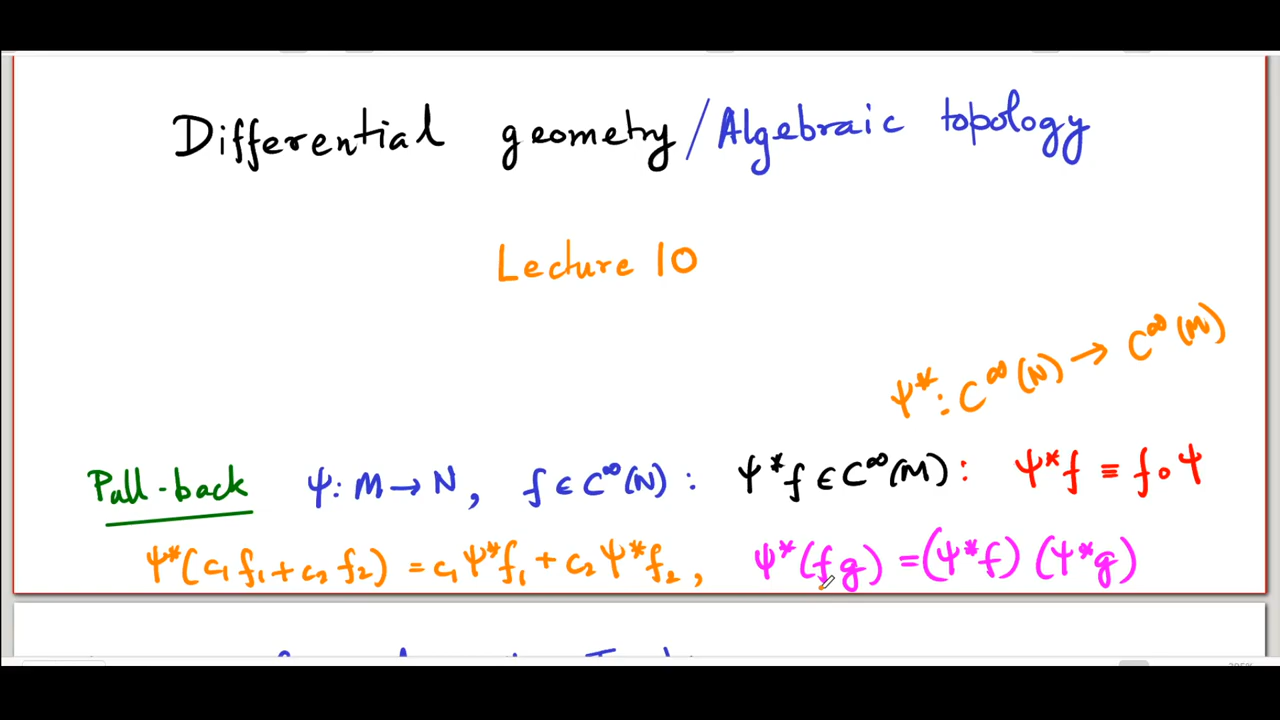 Differential geometry/Algebraic topology
Lecture 10
Ψ*: C^∞(N) → C^∞(M)
Pull-back Ψ: M → N, f ∈ C^∞(N): Ψ*f ∈ C^∞(M): Ψ*f ≡ f∘Ψ
Ψ*(c₁f₁+c₂f₂) = c₁Ψ*f₁ + c₂Ψ*f₂, Ψ*(fg) = (Ψ*f)(Ψ*g)